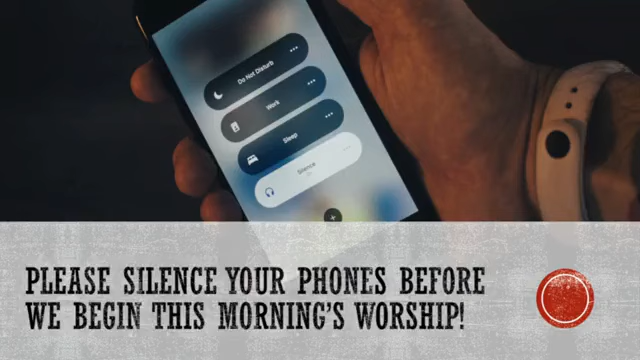 Do Not Disturb
Work
Sleep
Silence
PLEASE SILENCE YOUR PHONES BEFORE
WE BEGIN THIS MORNING'S WORSHIP!